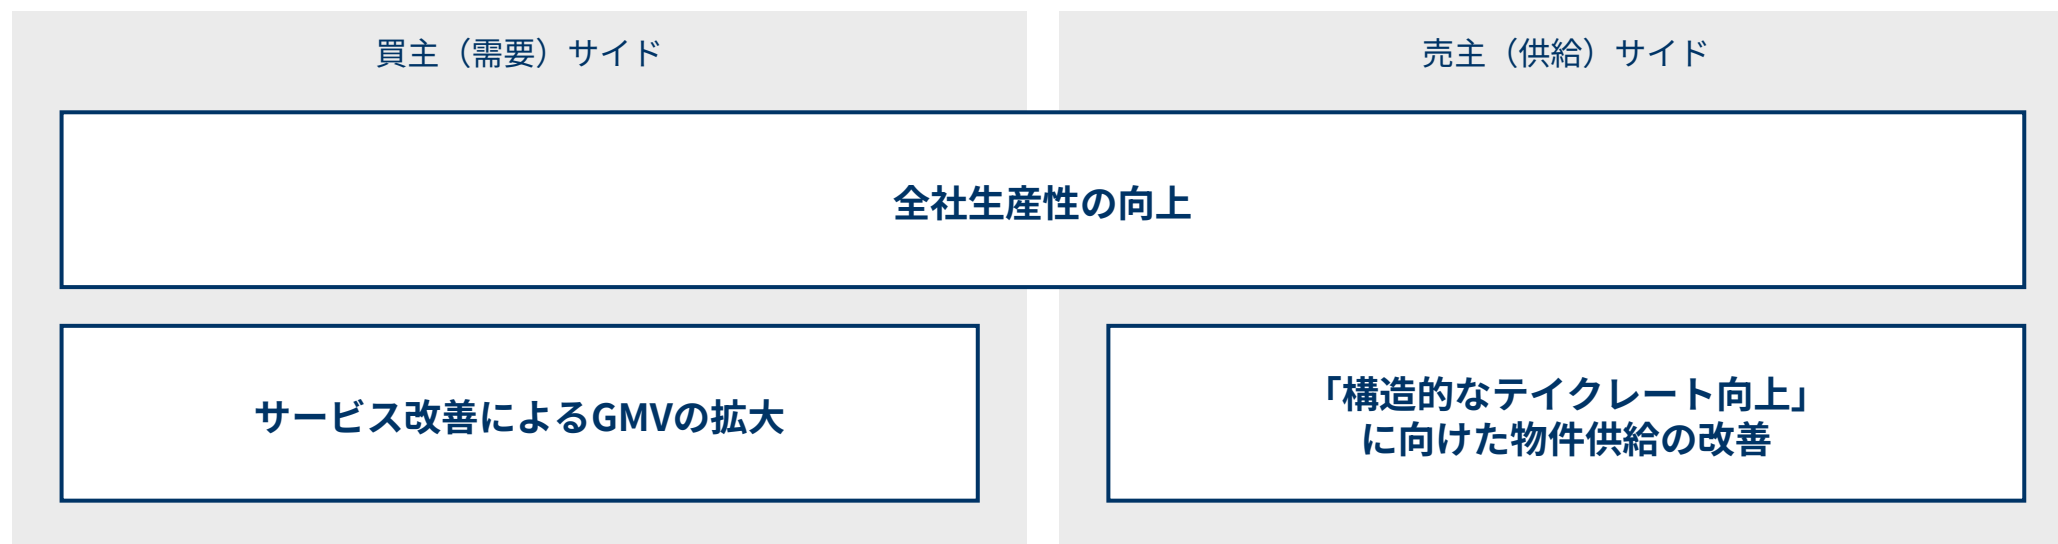 買主（需要）サイド
売主（供給）サイド
全社生産性の向上
サービス改善によるGMVの拡大
「構造的なテイクレート向上」
に向けた物件供給の改善